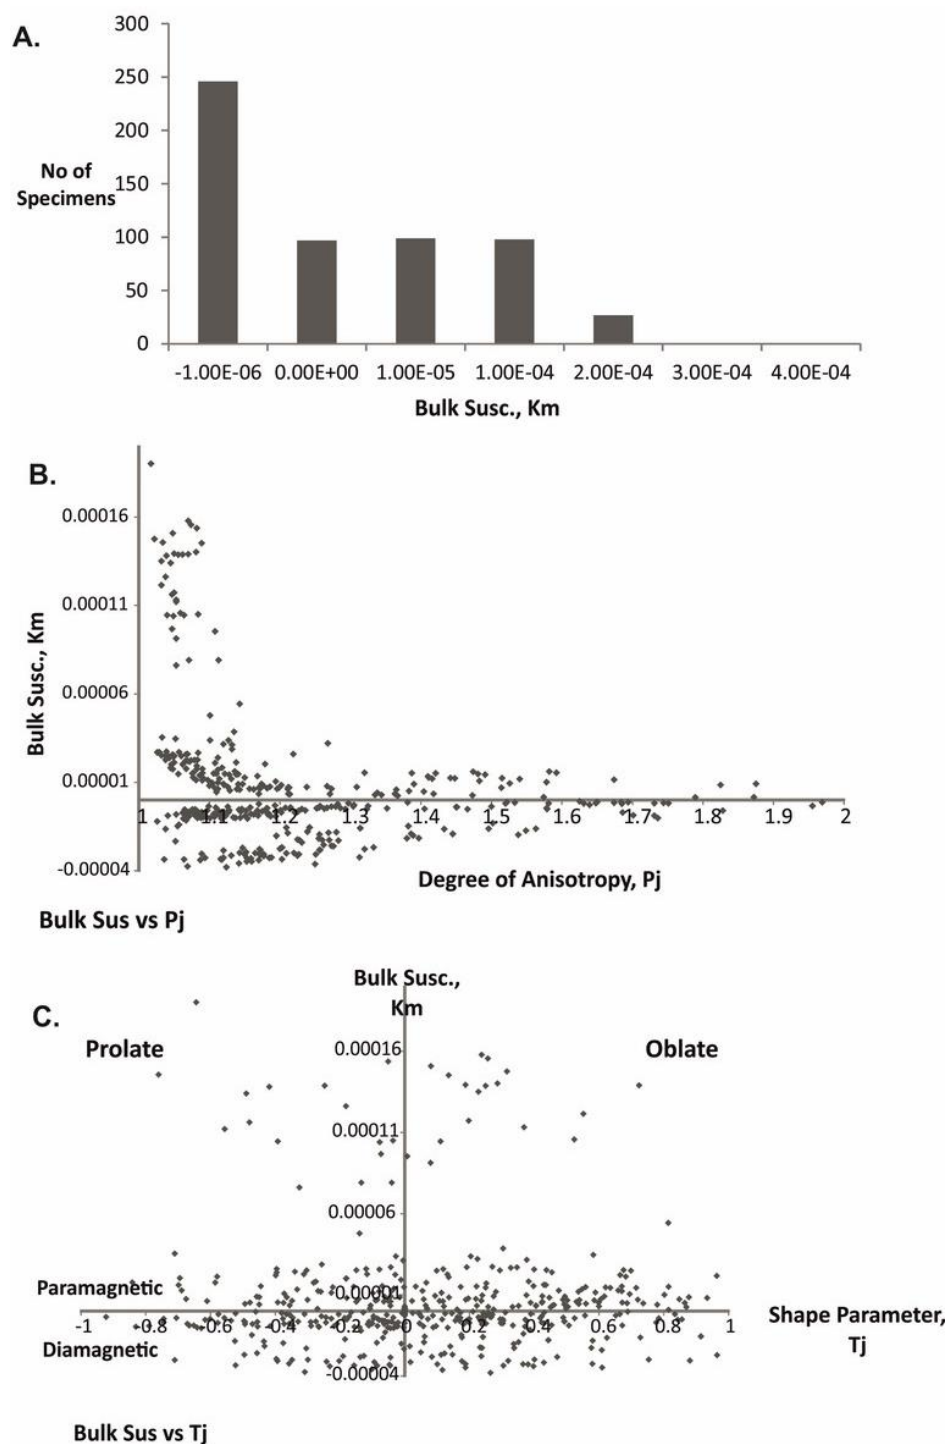 A.
300
250
200
150
100
50
0
No of
Specimens
-1.00E-06 0.00E+00 1.00E-05 1.00E-04 2.00E-04 3.00E-04 4.00E-04
Bulk Susc., Km
B.
0.00016
0.00011
0.00006
0.00001
-0.00004
Bulk Susc., Km
1 1.1 1.2 1.3 1.4 1.5 1.6 1.7 1.8 1.9 2
Degree of Anisotropy, Pj
Bulk Sus vs Pj
C.
Bulk Susc.,
Km
Prolate
Oblate
0.00016
0.00011
0.00006
0.00001
-0.00004
Paramagnetic
-1 -0.8 -0.6 -0.4 -0.2 0 0.2 0.4 0.6 0.8 1
Diamagnetic
Shape Parameter,
Tj
Bulk Sus vs Tj